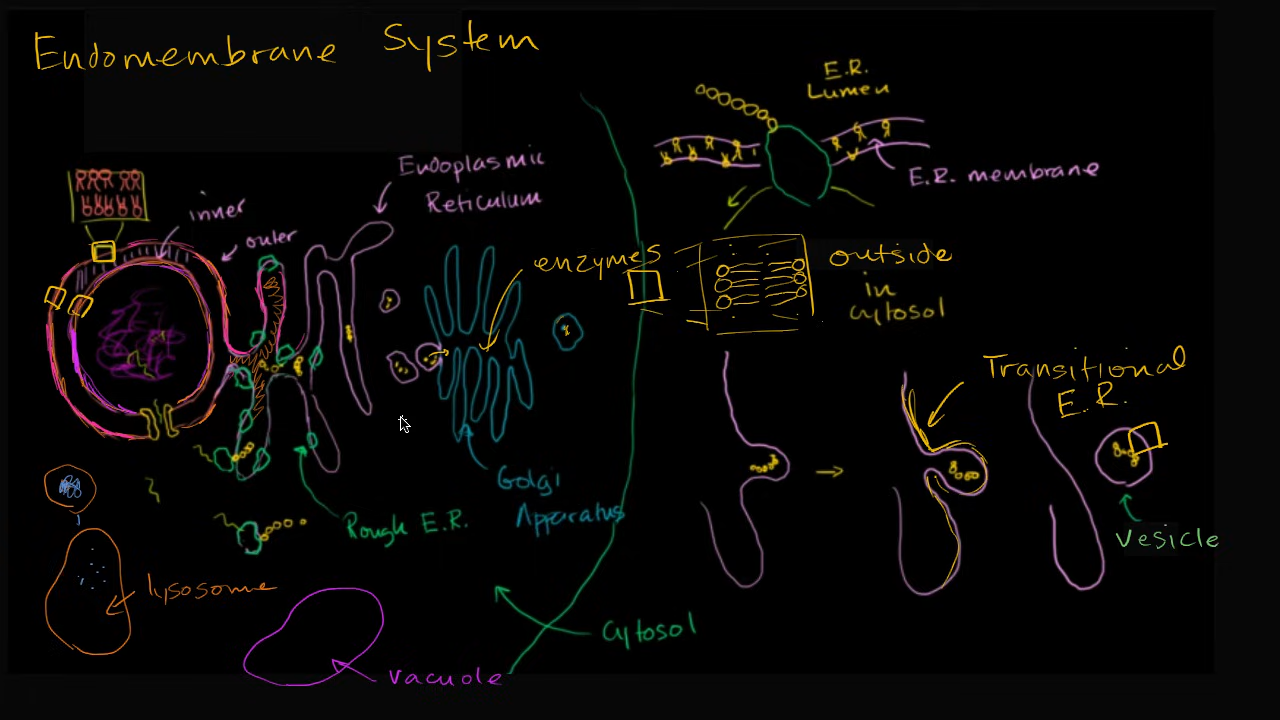 Endomembrane System
E.R.
Lumen
E.R. membrane
Endoplasmic
Reticulum
inner
outer
enzymes
outside
in
cytosol
Transitional
E.R.
Golgi
Apparatus
Rough E.R.
Vesicle
lysosome
cytosol
vacuole